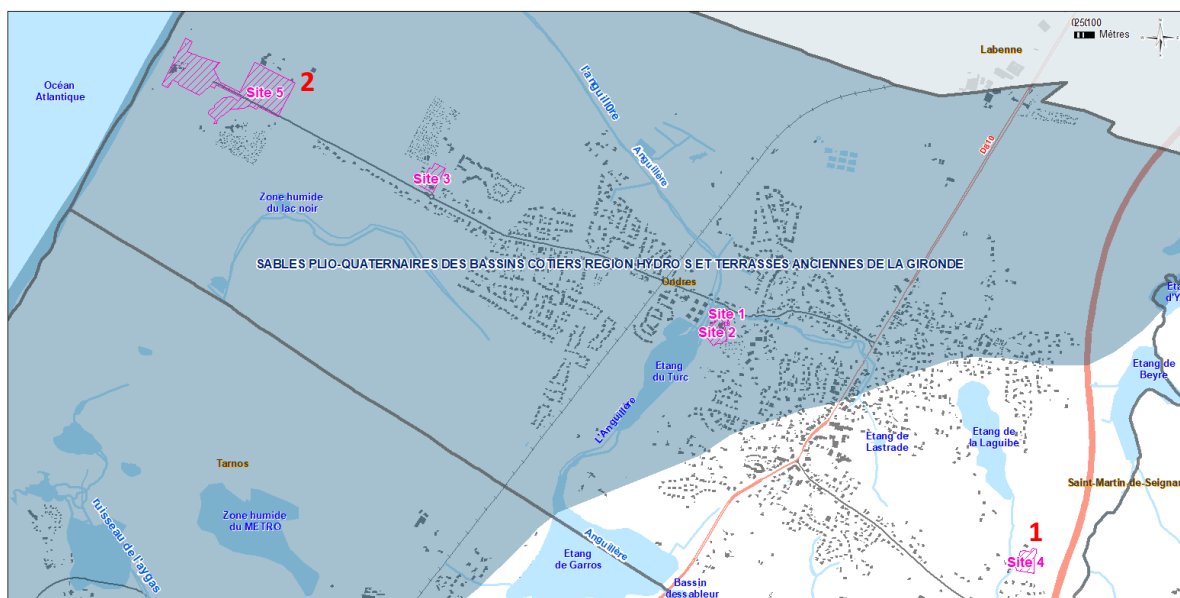 Océan
Atlantique
Site 5
2
l'anguillère
Anguillère
Labenne
Mètres
D810
Site 3
Zone humide
du lac noir
SABLES PLIO-QUATERNAIRES DES BASSINS COTIERS REGION HYDRO S ET TERRASSES ANCIENNES DE LA GIRONDE
Ondres
Site 1
Site 2
Etang
du Turc
L'Anguillère
Etang de
Beyre
Etang de
la Laguibe
Etang de
Lastrade
Tarnos
Saint-Martin-de-Seignan
Zone humide
du METRO
ruisseau de l'aygas
1
Site 4
Anguillère
Etang
de Garros
Bassin
dessableur